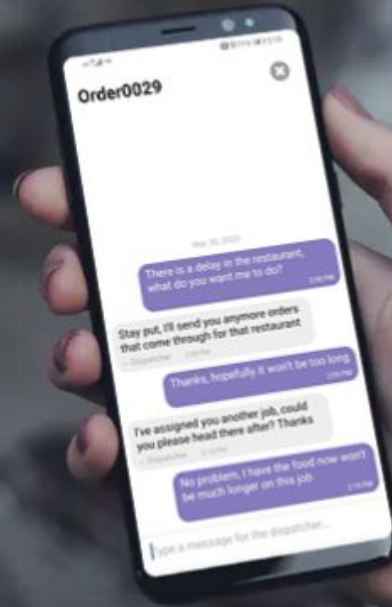 Order0029
There is a delay in the restaurant,
what do you want me to do?
Stay put, I'll send you anymore orders
that come through for that restaurant
- Dispatcher
Thanks, hopefully it won't be too long
I've assigned you another job, could
you please head there after? Thanks
- Dispatcher
No problem, I have the food now won't
be much longer on this job
Type a message for the dispatcher...